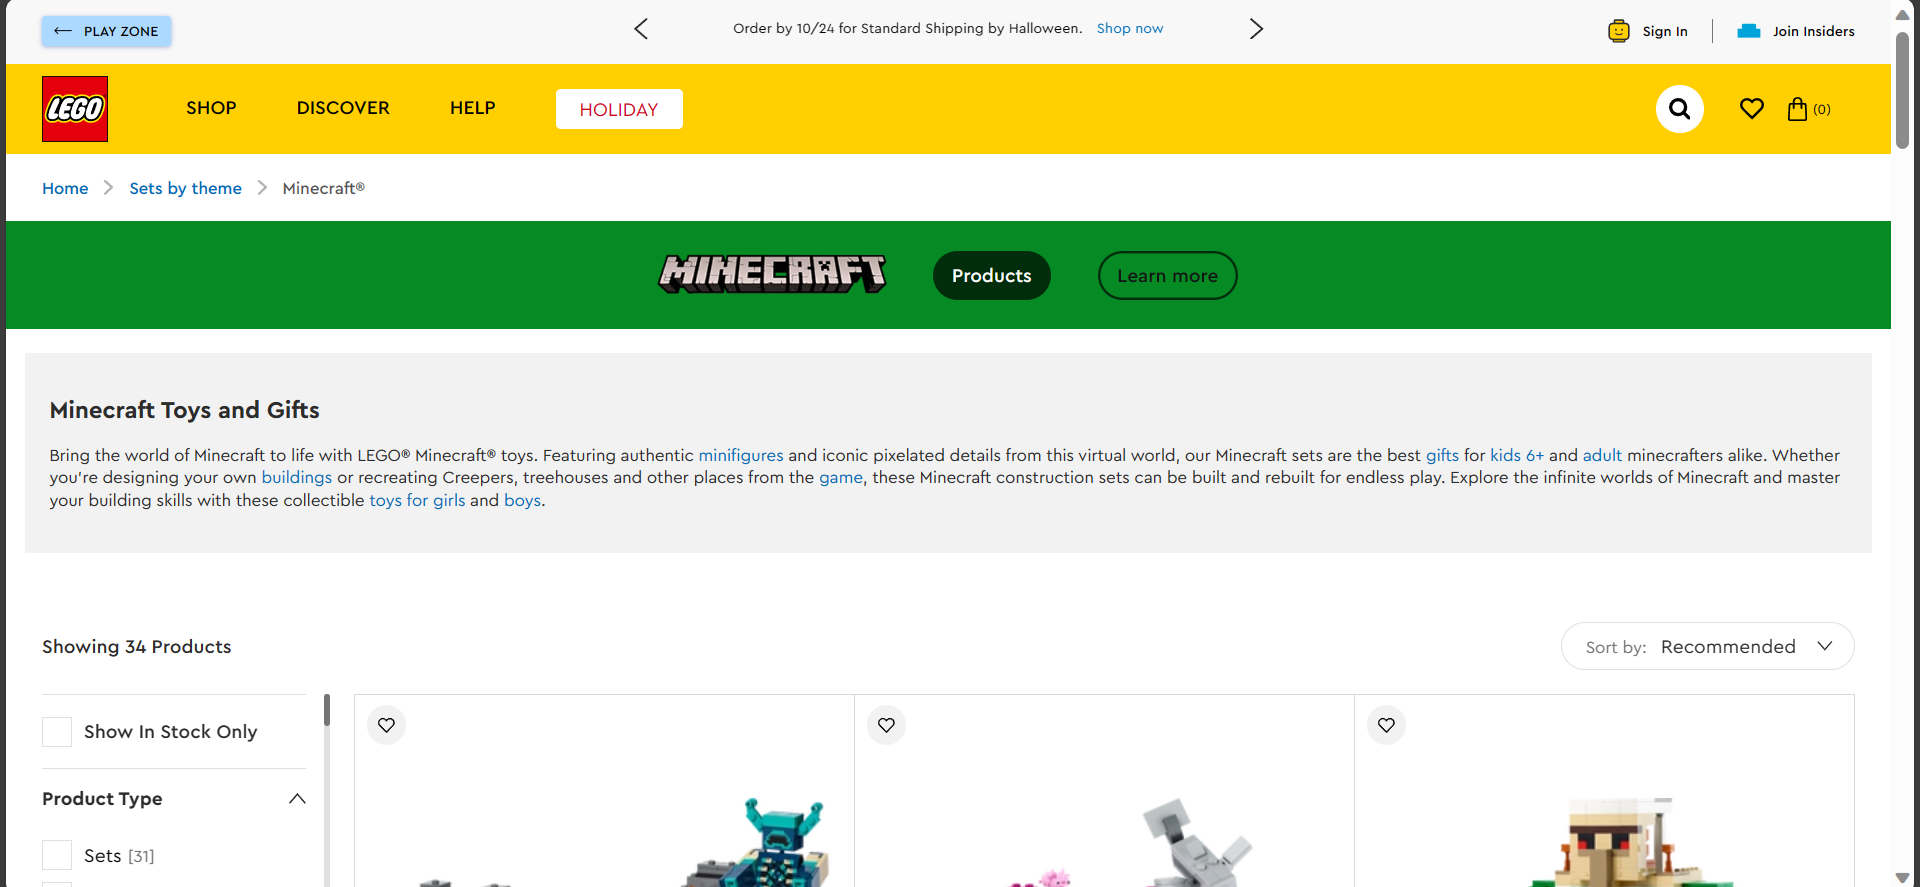 PLAY ZONE
Order by 10/24 for Standard Shipping by Halloween. Shop now
Sign In
Join Insiders
LEGO
SHOP
DISCOVER
HELP
HOLIDAY
(0)
Home
Sets by theme
Minecraft®
MINECRAFT
Products
Learn more
Minecraft Toys and Gifts
Bring the world of Minecraft to life with LEGO® Minecraft® toys. Featuring authentic minifigures and iconic pixelated details from this virtual world, our Minecraft sets are the best gifts for kids 6+ and adult minecrafters alike. Whether
you're designing your own buildings or recreating Creepers, treehouses and other places from the game, these Minecraft construction sets can be built and rebuilt for endless play. Explore the infinite worlds of Minecraft and master
your building skills with these collectible toys for girls and boys.
Showing 34 Products
Sort by: Recommended
Show In Stock Only
Product Type
Sets [31]